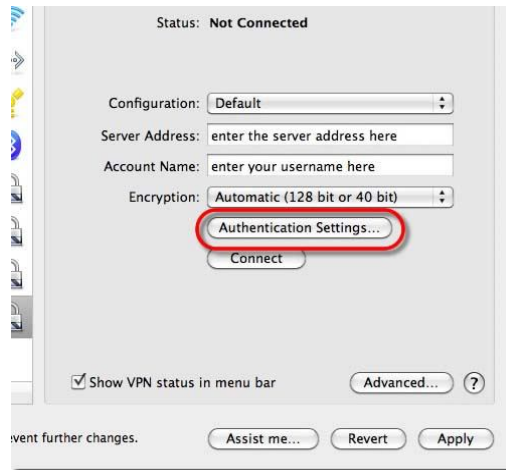 Status: Not Connected
Configuration: Default
Server Address: enter the server address here
Account Name: enter your username here
Encryption: Automatic (128 bit or 40 bit)
Authentication Settings...
Connect
Show VPN status in menu bar Advanced... ?
further changes. Assist me... Revert Apply